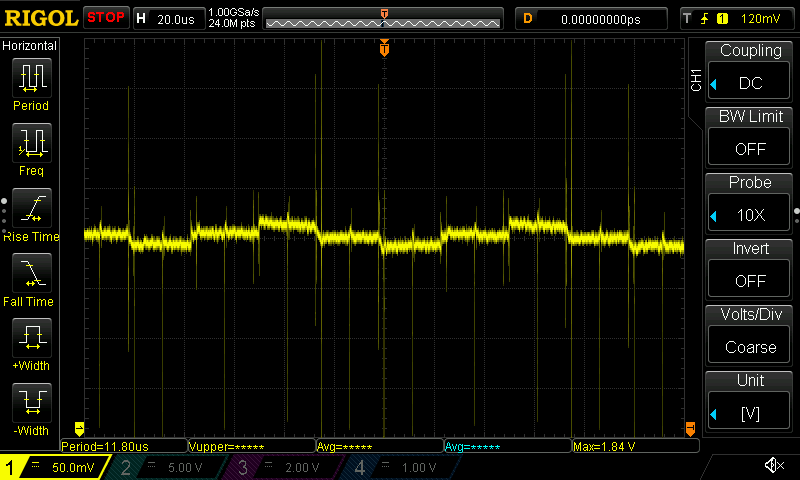 RIGOL STOP H 20.0us 1.00GSa/s 24.0M pts T D 0.00000000ps T 1 120mV
Horizontal
Period
Freq
Rise Time
Fall Time
+Width
-Width
T
CH1
Coupling
DC
BW Limit
OFF
Probe
10X
Invert
OFF
Volts/Div
Coarse
Unit
[V]
T
Period=11.80us Vupper=***** Avg=***** Avg=***** Max=1.84 V
1 50.0mV 2 5.00 V 3 2.00 V 4 1.00 V